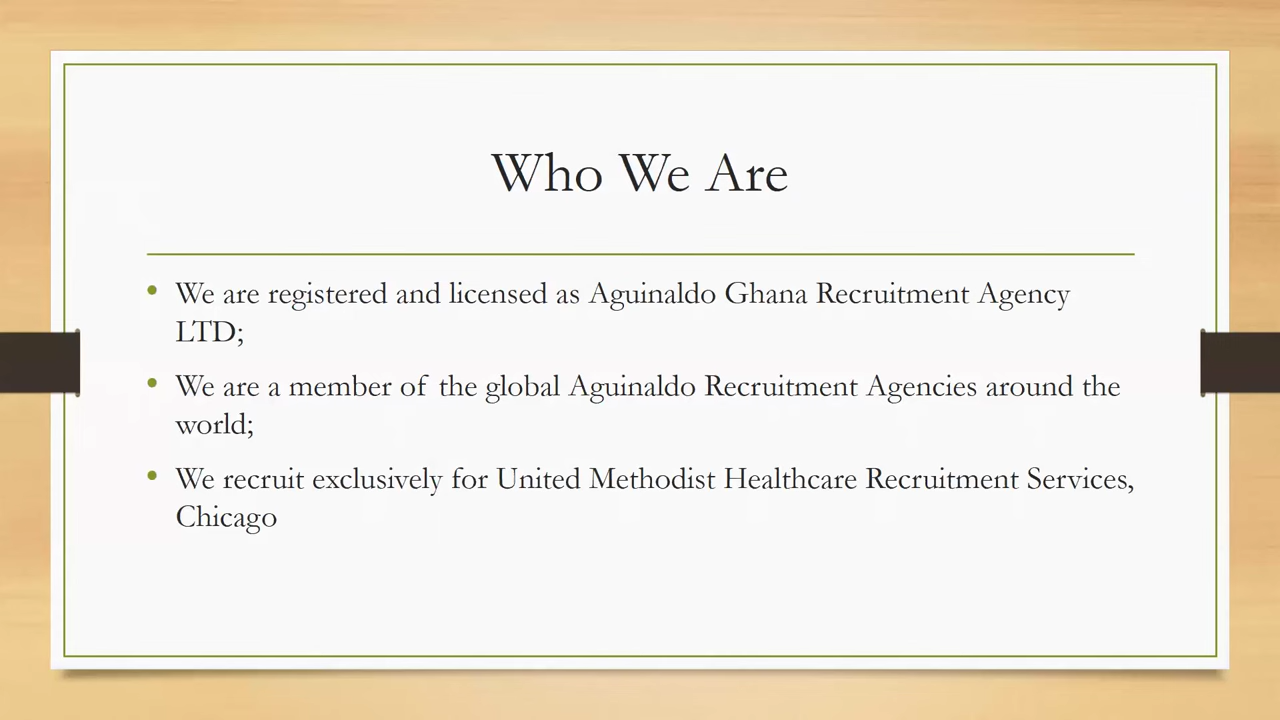 Who We Are
• We are registered and licensed as Aguinaldo Ghana Recruitment Agency
LTD;
• We are a member of the global Aguinaldo Recruitment Agencies around the
world;
• We recruit exclusively for United Methodist Healthcare Recruitment Services,
Chicago